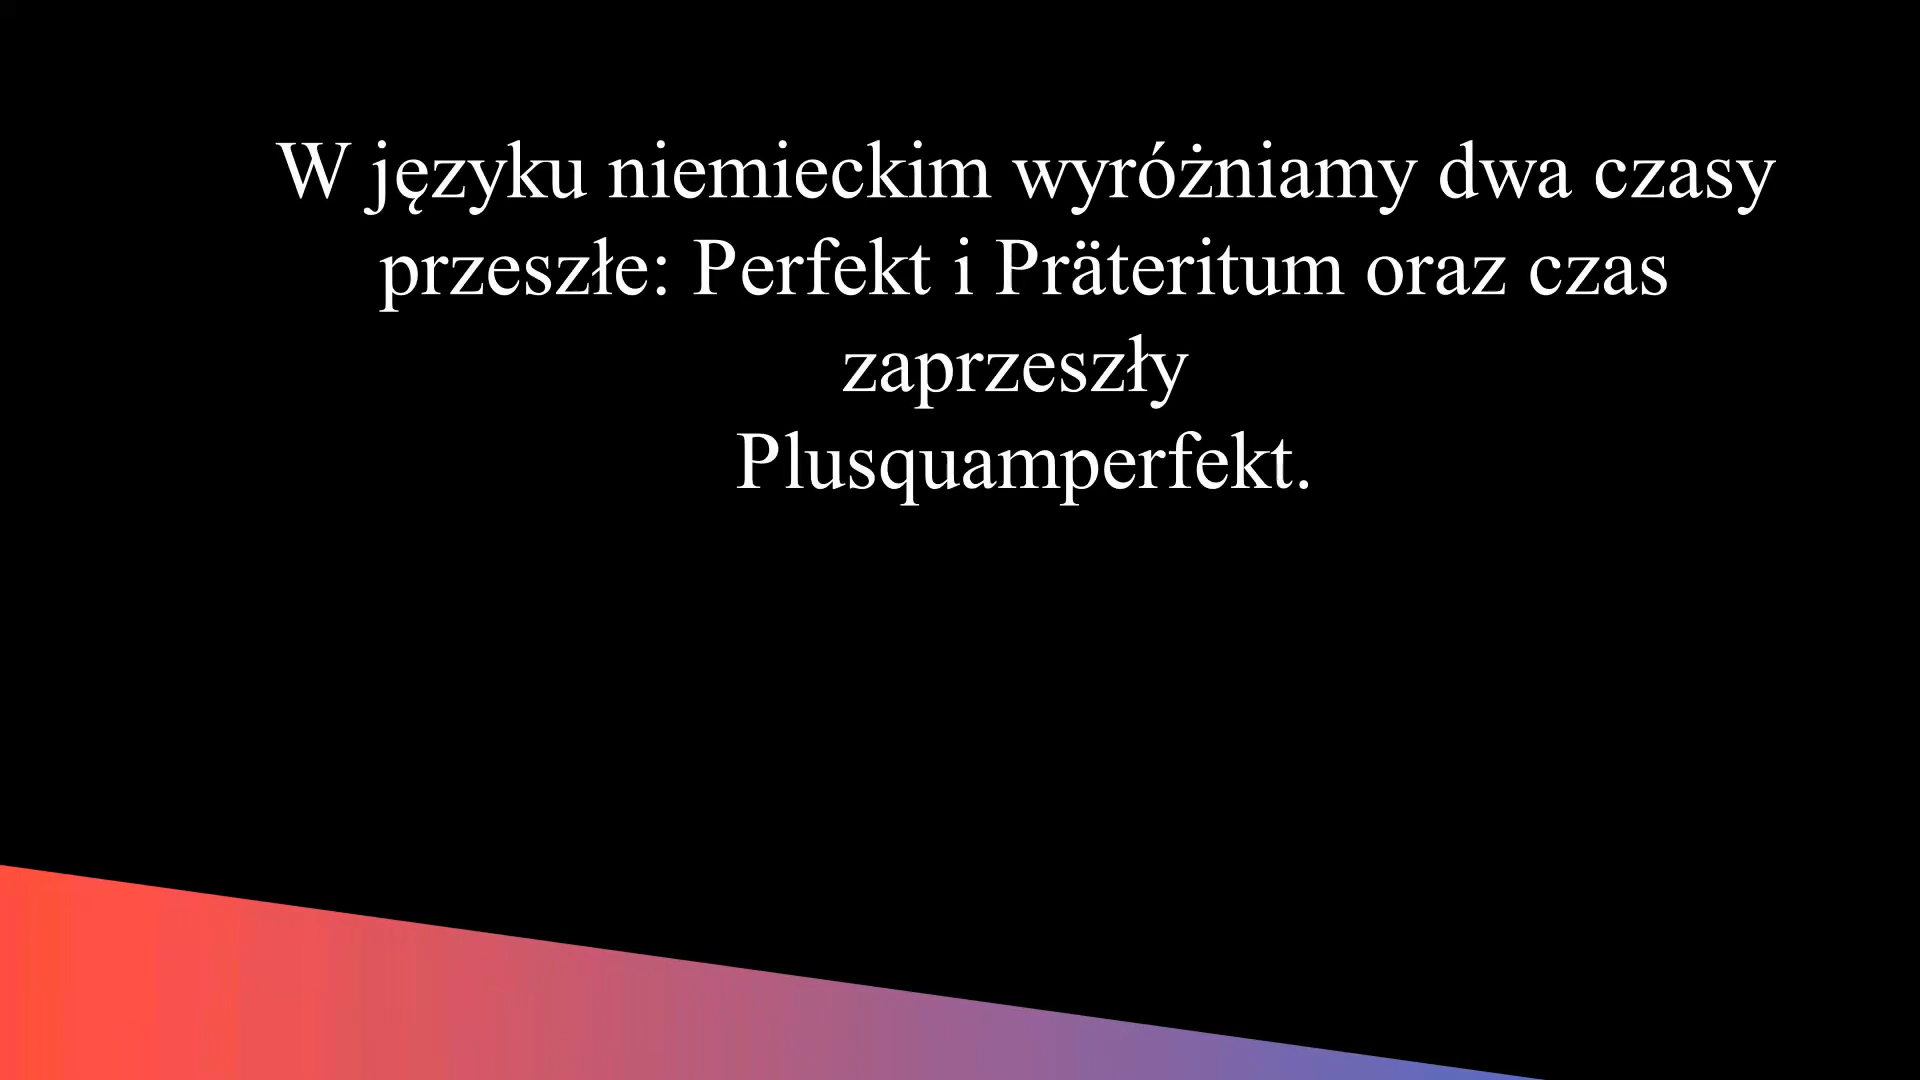 W języku niemieckim wyróżniamy dwa czasy
przeszłe: Perfekt i Präteritum oraz czas
zaprzeszły
Plusquamperfekt.